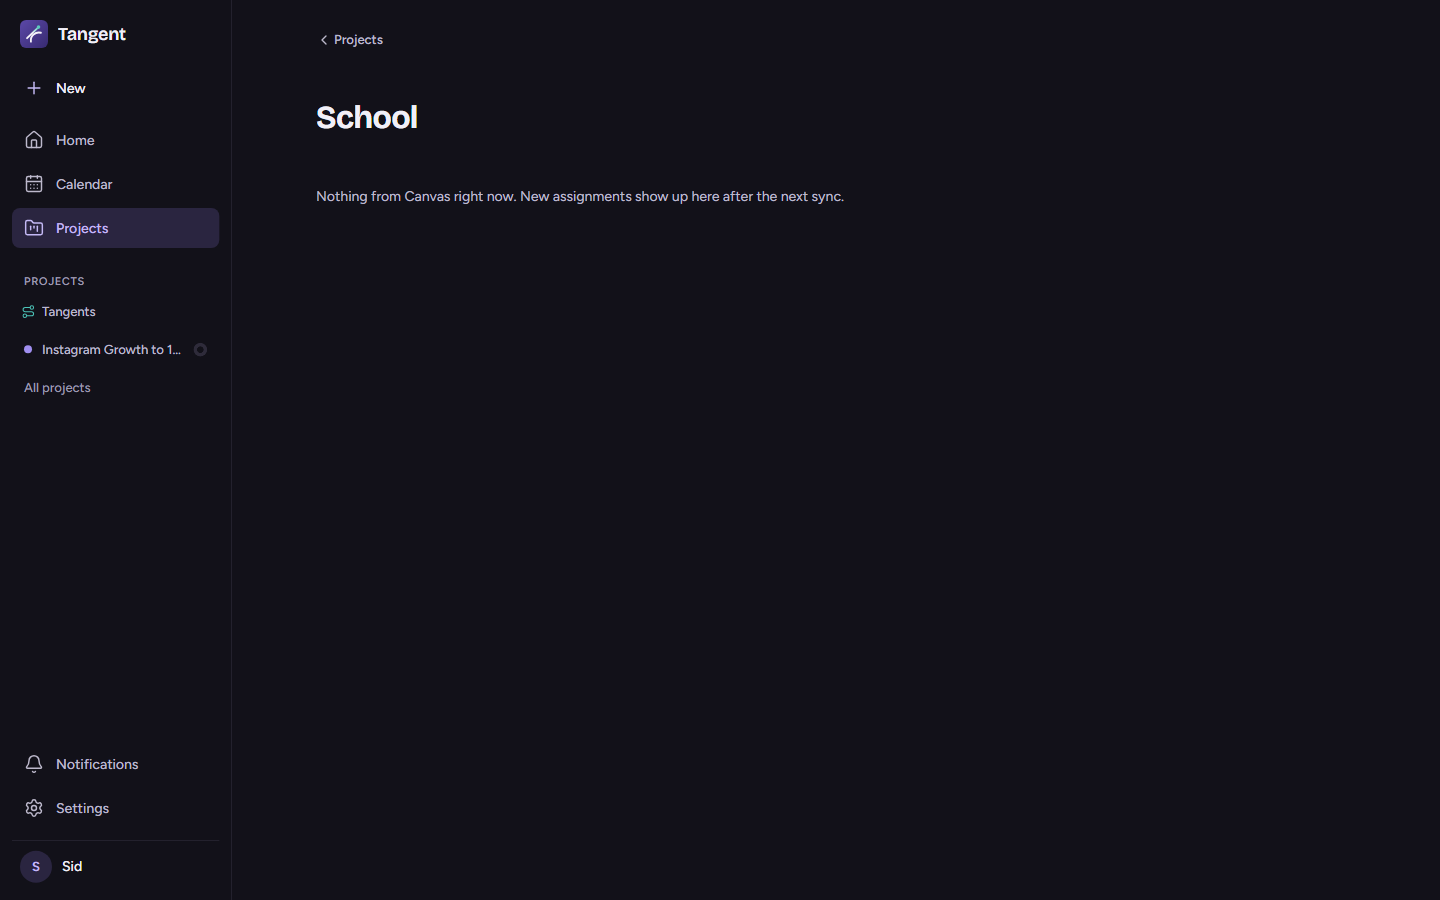 Tangent
New
Home
Calendar
Projects
PROJECTS
Tangents
Instagram Growth to 1...
All projects
Notifications
Settings
S
Sid
Projects
School
Nothing from Canvas right now. New assignments show up here after the next sync.